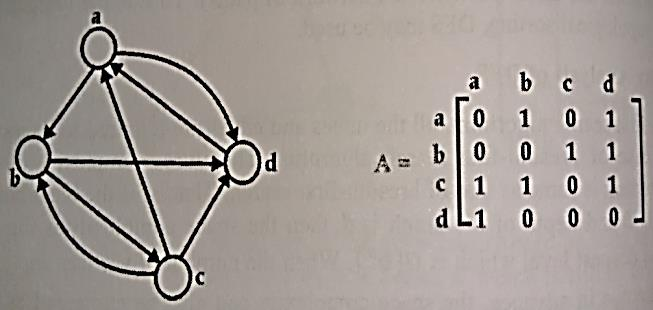 a
b
d
c
a b c d
a 0 1 0 1
A = b 0 0 1 1
c 1 1 0 1
d 1 0 0 0